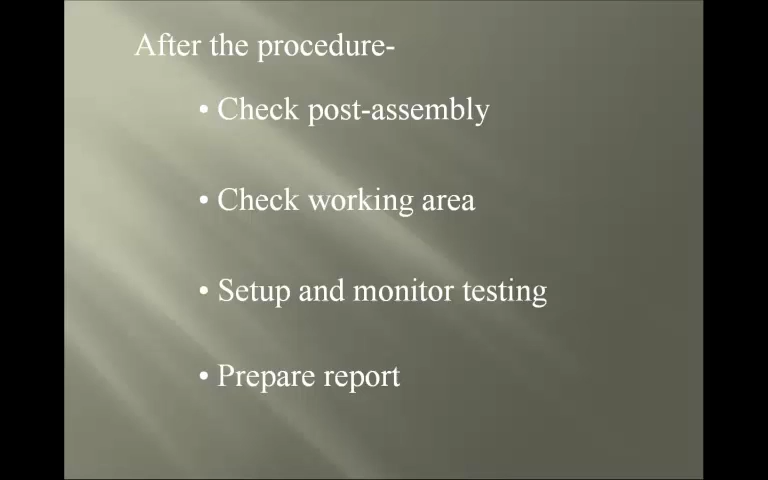 After the procedure-
• Check post-assembly
• Check working area
• Setup and monitor testing
• Prepare report